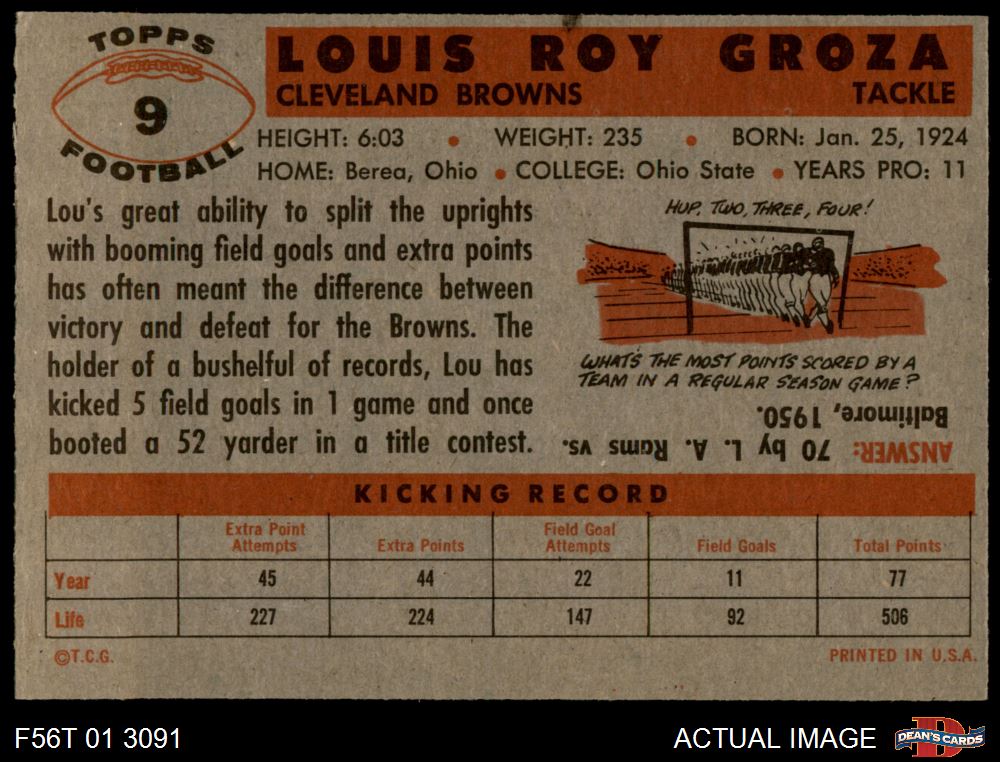 TOPPS
9
FOOTBALL
LOUIS ROY GROZA
CLEVELAND BROWNS TACKLE
HEIGHT: 6:03 • WEIGHT: 235 • BORN: Jan. 25, 1924
HOME: Berea, Ohio • COLLEGE: Ohio State • YEARS PRO: 11
Lou's great ability to split the uprights
with booming field goals and extra points
has often meant the difference between
victory and defeat for the Browns. The
holder of a bushelful of records, Lou has
kicked 5 field goals in 1 game and once
booted a 52 yarder in a title contest.
HUP, TWO, THREE, FOUR!
WHAT'S THE MOST POINTS SCORED BY A
TEAM IN A REGULAR SEASON GAME?
ANSWER: 70 by L. A. Rams vs.
Baltimore, 1950.
KICKING RECORD
Extra Point Attempts Extra Points Field Goal Attempts Field Goals Total Points
Year 45 44 22 11 77
Life 227 224 147 92 506
©T.C.G. PRINTED IN U.S.A.
F56T 01 3091 ACTUAL IMAGE DEAN'S CARDS